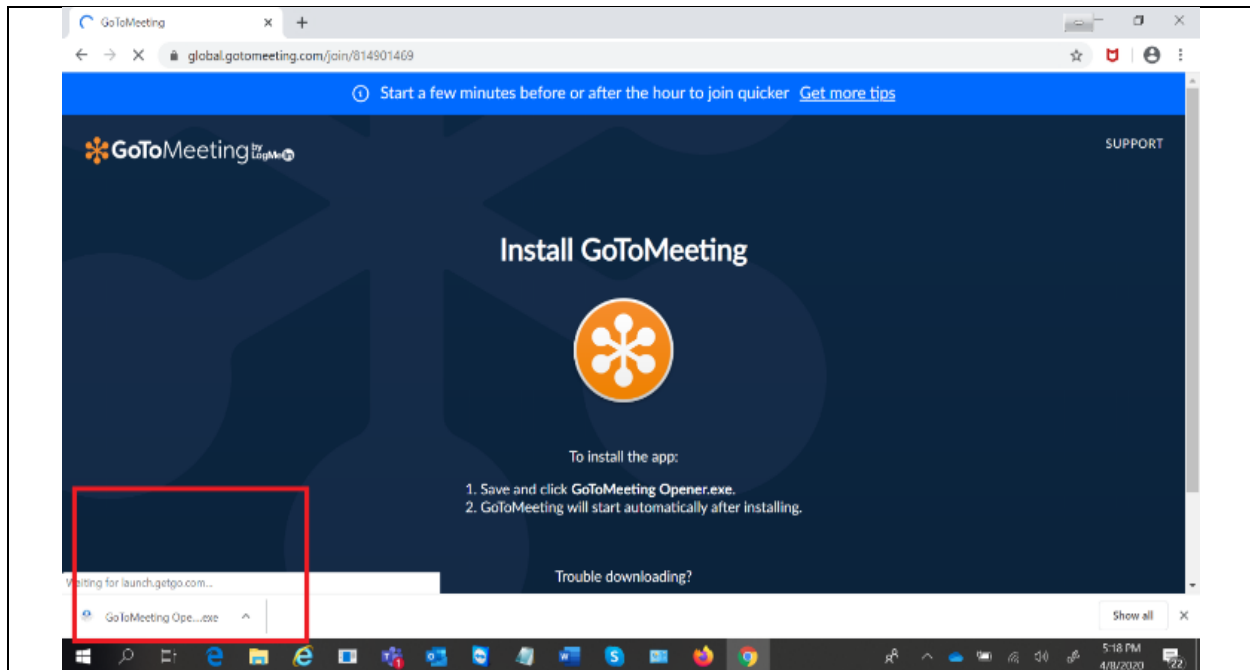 GoToMeeting
global.gotomeeting.com/join/814901469
Start a few minutes before or after the hour to join quicker Get more tips
GoToMeeting by LogMeIn
SUPPORT
Install GoToMeeting
To install the app:
1. Save and click GoToMeeting Opener.exe.
2. GoToMeeting will start automatically after installing.
Trouble downloading?
Waiting for launch.getgo.com...
GoToMeeting Ope...exe
Show all
5:18 PM
4/8/2020
22